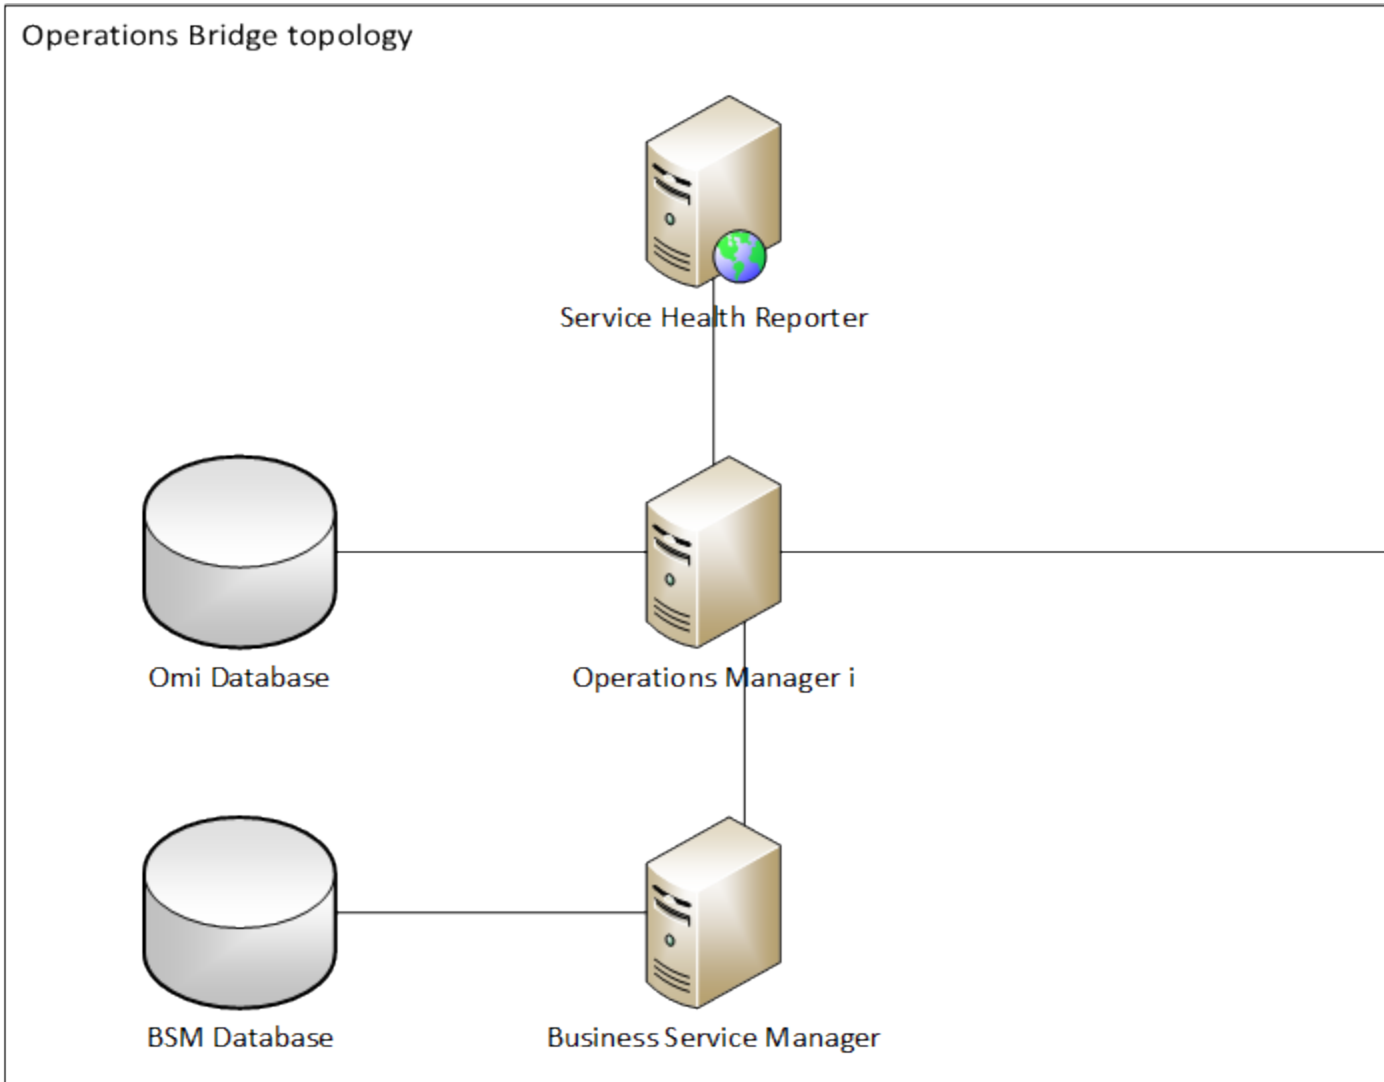 Operations Bridge topology
Service Health Reporter
Omi Database
Operations Manager i
BSM Database
Business Service Manager